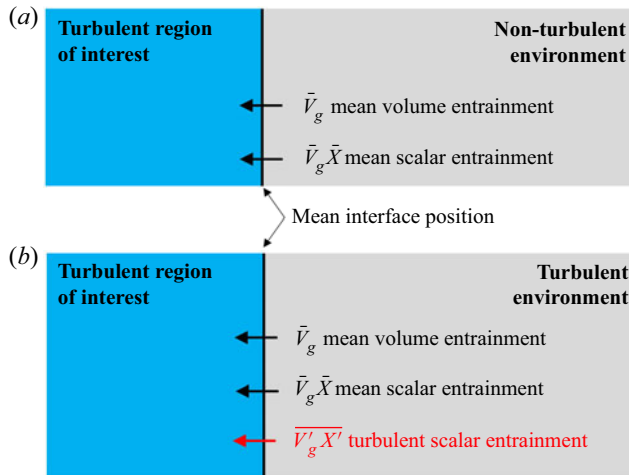 (a)
Turbulent region
of interest
Non-turbulent
environment
V̄g mean volume entrainment
V̄gX̄ mean scalar entrainment
Mean interface position
(b)
Turbulent region
of interest
Turbulent
environment
V̄g mean volume entrainment
V̄gX̄ mean scalar entrainment
V′gX′ turbulent scalar entrainment